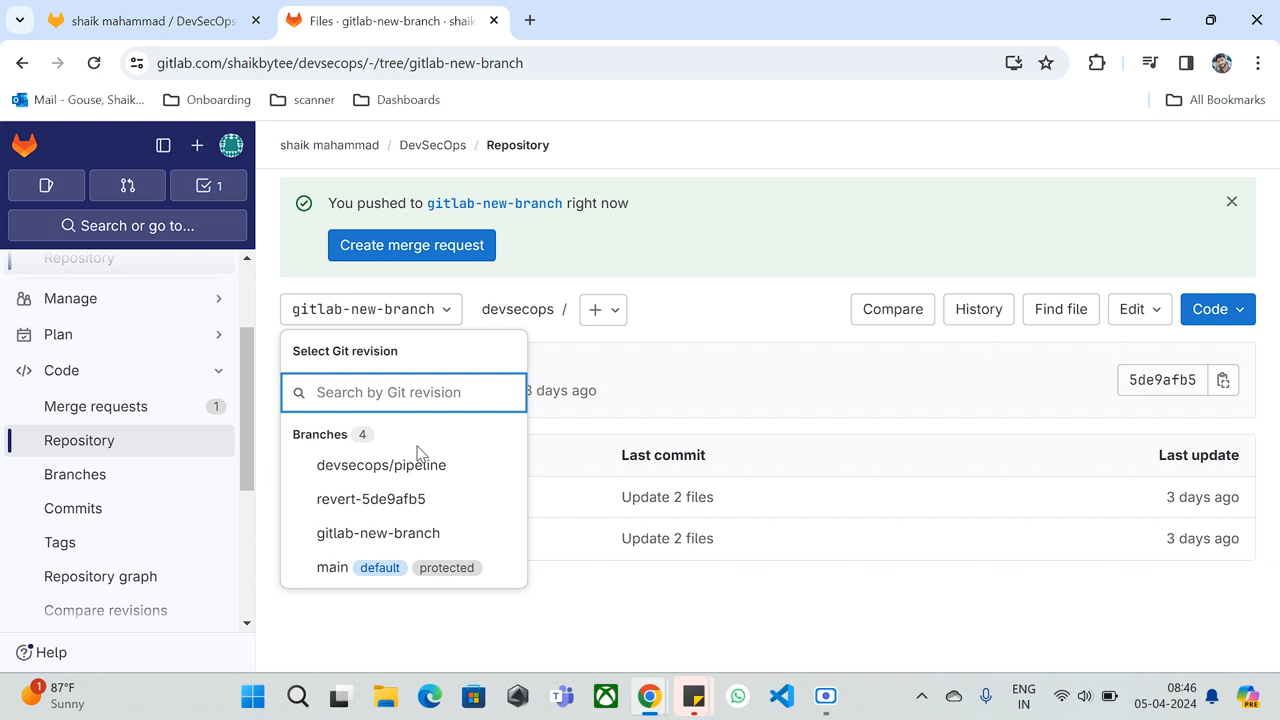 shaik mahammad / DevSecOps
Files · gitlab-new-branch · shaik
gitlab.com/shaikbytee/devsecops/-/tree/gitlab-new-branch
Mail - Gouse, Shaik...
Onboarding
scanner
Dashboards
All Bookmarks
shaik mahammad / DevSecOps / Repository
1
Search or go to...
You pushed to gitlab-new-branch right now
Create merge request
Repository
Manage
Plan
Code
Merge requests 1
Repository
Branches
Commits
Tags
Repository graph
Compare revisions
Help
gitlab-new-branch
devsecops /
Compare
History
Find file
Edit
Code
Select Git revision
Search by Git revision
Branches 4
devsecops/pipeline
revert-5de9afb5
gitlab-new-branch
main default protected
3 days ago
5de9afb5
Last commit
Last update
Update 2 files
3 days ago
Update 2 files
3 days ago
1
87°F
Sunny
ENG
IN
08:46
05-04-2024
PRE